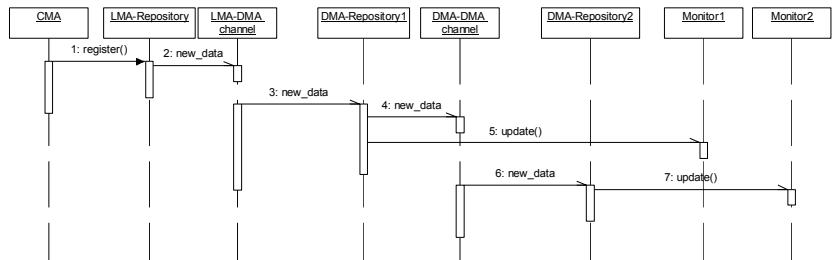 CMA
LMA-Repository
LMA-DMA
channel
DMA-Repository1
DMA-DMA
channel
DMA-Repository2
Monitor1
Monitor2
1: register()
2: new_data
3: new_data
4: new_data
5: update()
6: new_data
7: update()